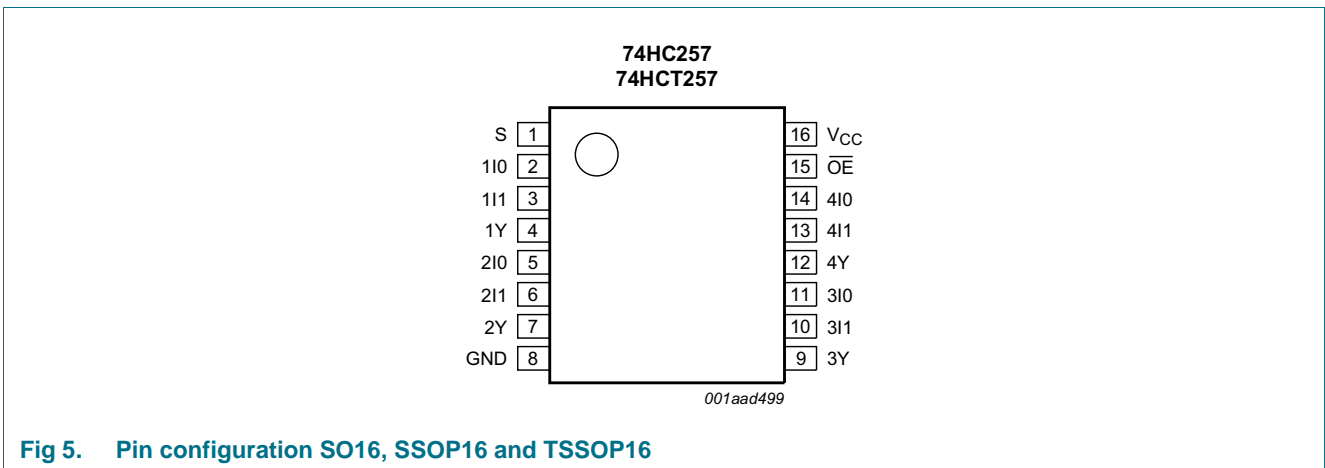 74HC257
74HCT257
S 1
1I0 2
1I1 3
1Y 4
2I0 5
2I1 6
2Y 7
GND 8
16 VCC
15 O̅E̅
14 4I0
13 4I1
12 4Y
11 3I0
10 3I1
9 3Y
001aad499
Fig 5. Pin configuration SO16, SSOP16 and TSSOP16